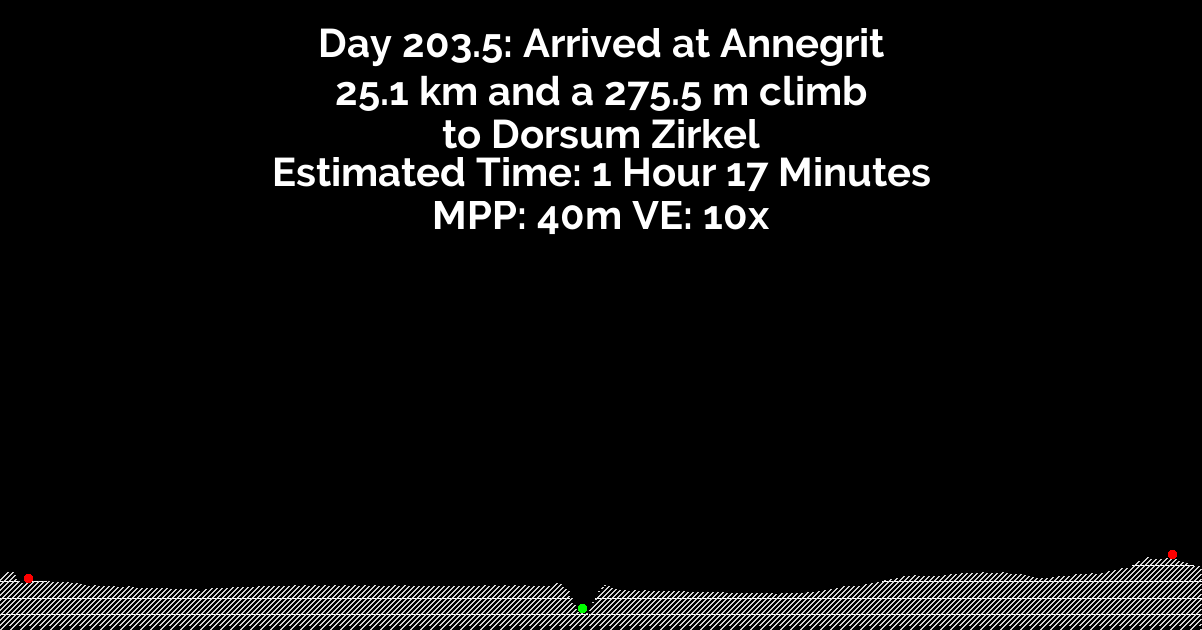 Day 203.5: Arrived at Annegrit
25.1 km and a 275.5 m climb
to Dorsum Zirkel
Estimated Time: 1 Hour 17 Minutes
MPP: 40m VE: 10x